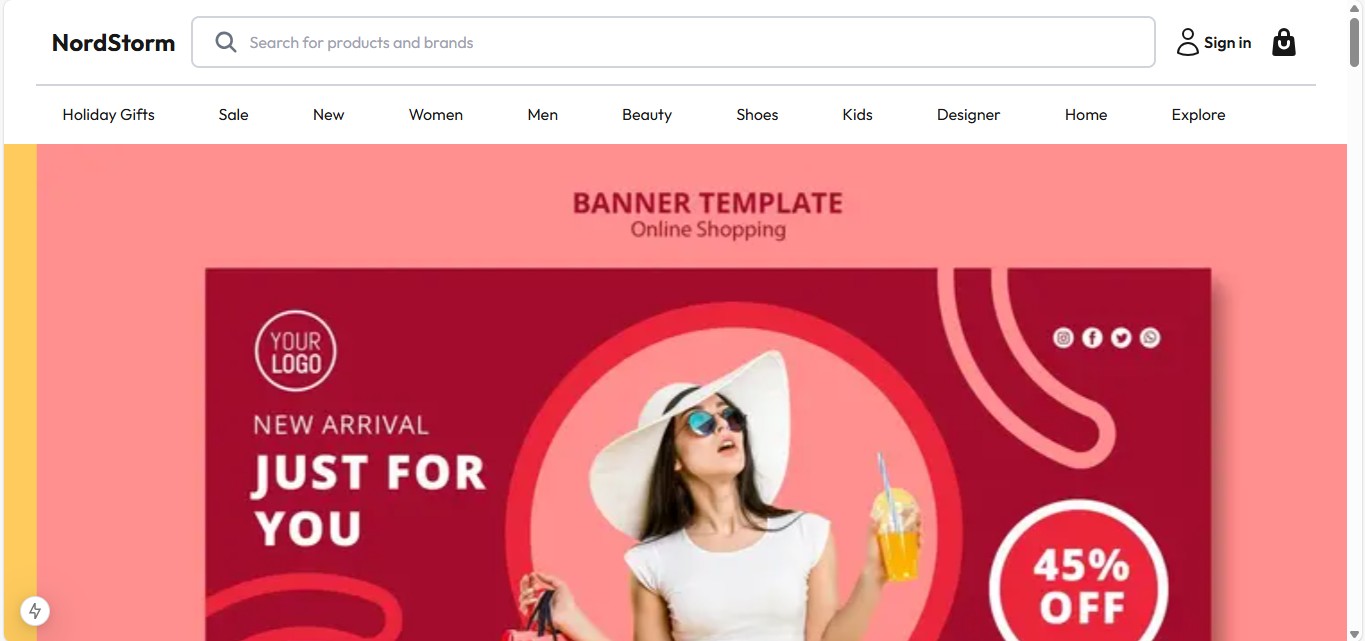 NordStorm
Search for products and brands
Sign in
Holiday Gifts Sale New Women Men Beauty Shoes Kids Designer Home Explore
BANNER TEMPLATE
Online Shopping
YOUR
LOGO
NEW ARRIVAL
JUST FOR
YOU
45%
OFF